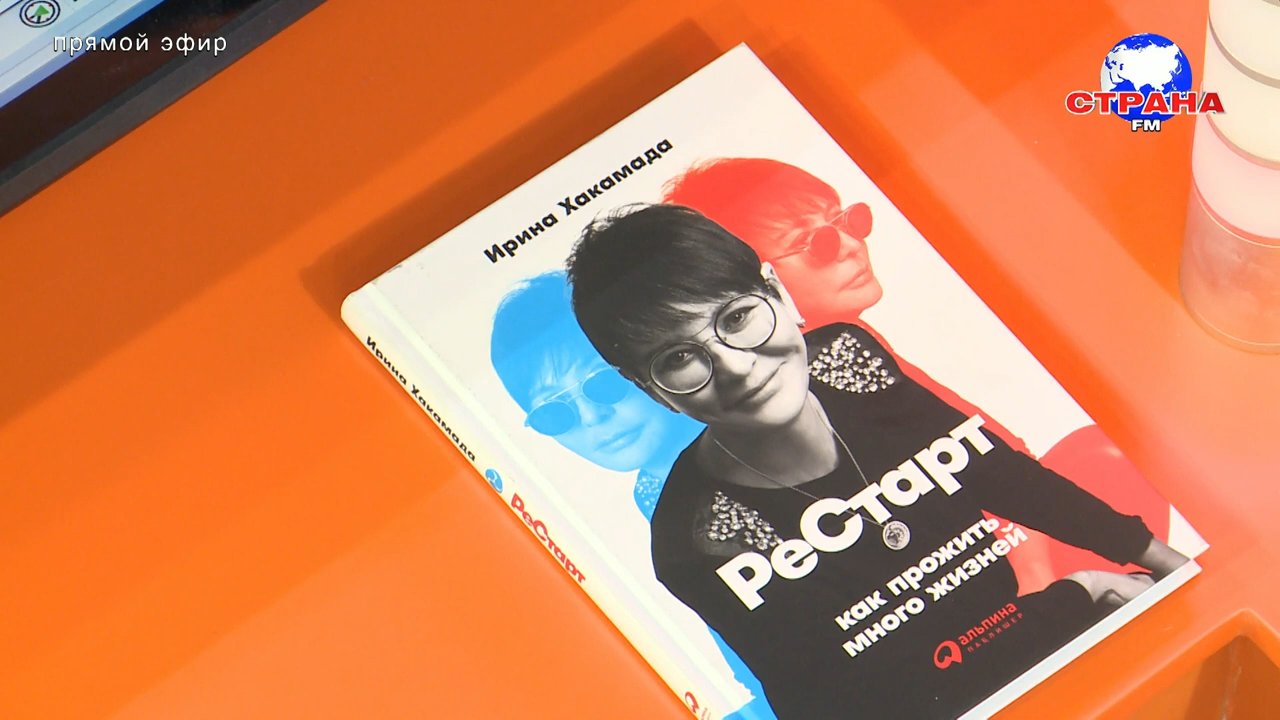 прямой эфир
СТРАНА
FM
Ирина Хакамада
РеСтарт
как прожить
много жизней
альпина
ПАБЛИШЕР
Ирина Хакамада
РеСтарт